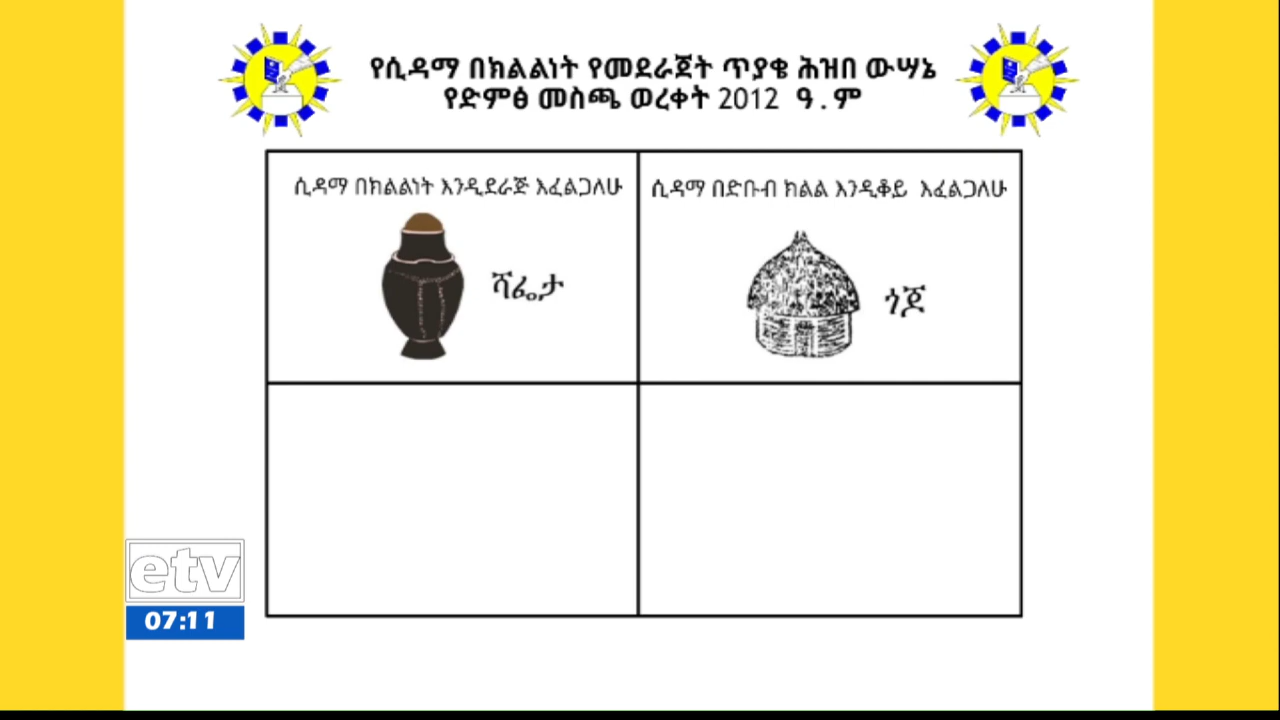 የሲዳማ በክልልነት የመደራጀት ጥያቄ ሕዝበ ውሣኔ
የድምፅ መስጫ ወረቀት 2012 ዓ.ም
ሲዳማ በክልልነት እንዲደራጅ እፈልጋለሁ
ሲዳማ በድቡብ ክልል እንዲቆይ እፈልጋለሁ
ሻፌታ
ጎጆ
etv
07:11